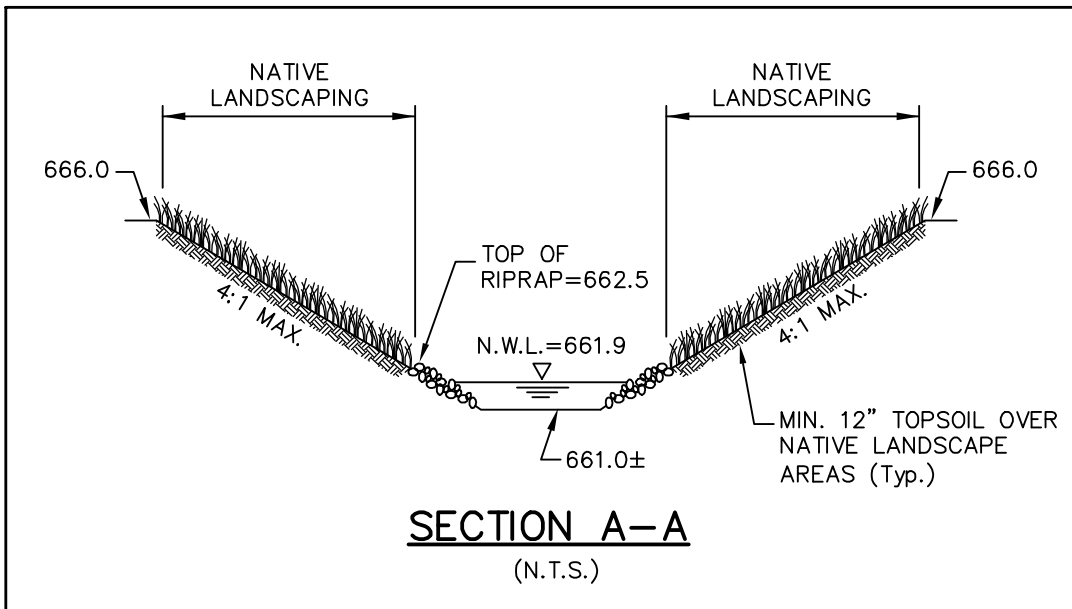 NATIVE
LANDSCAPING
NATIVE
LANDSCAPING
666.0
666.0
TOP OF
RIPRAP=662.5
4:1 MAX.
N.W.L.=661.9
4:1 MAX.
661.0±
MIN. 12” TOPSOIL OVER
NATIVE LANDSCAPE
AREAS (Typ.)
SECTION A-A
(N.T.S.)